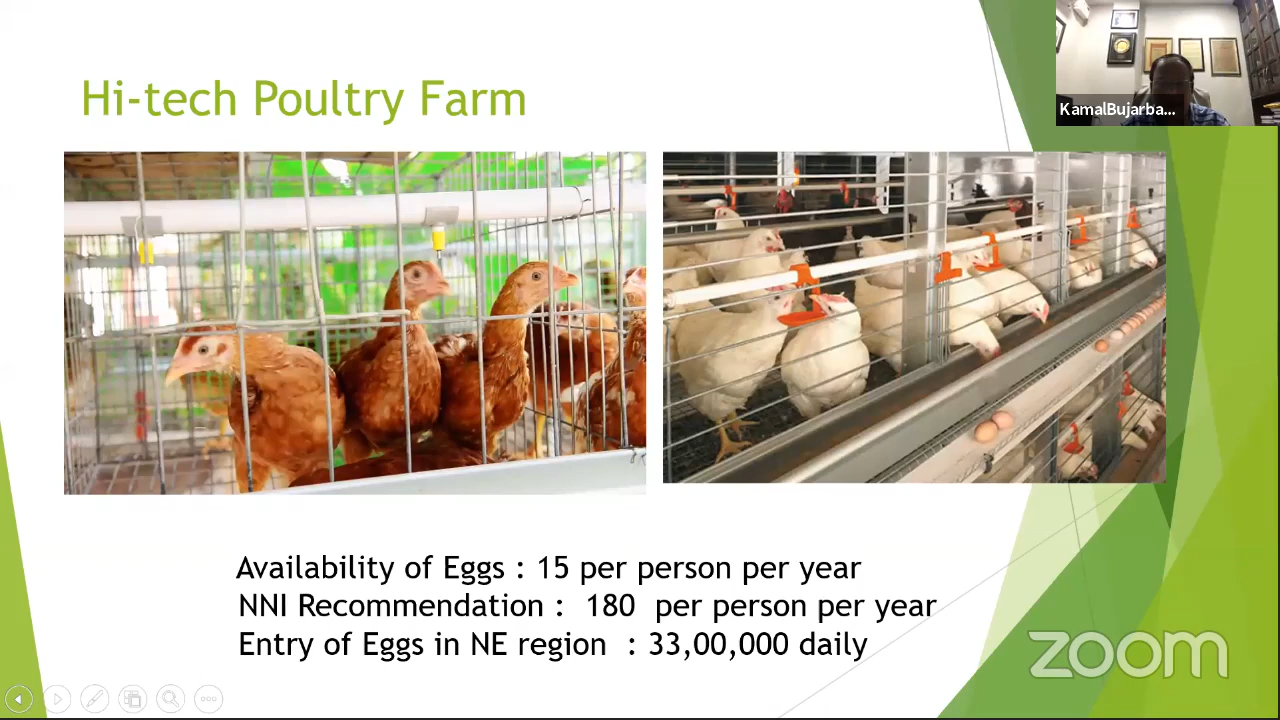 Hi-tech Poultry Farm
KamalBujarba...
Availability of Eggs : 15 per person per year
NNI Recommendation : 180 per person per year
Entry of Eggs in NE region : 33,00,000 daily
zoom